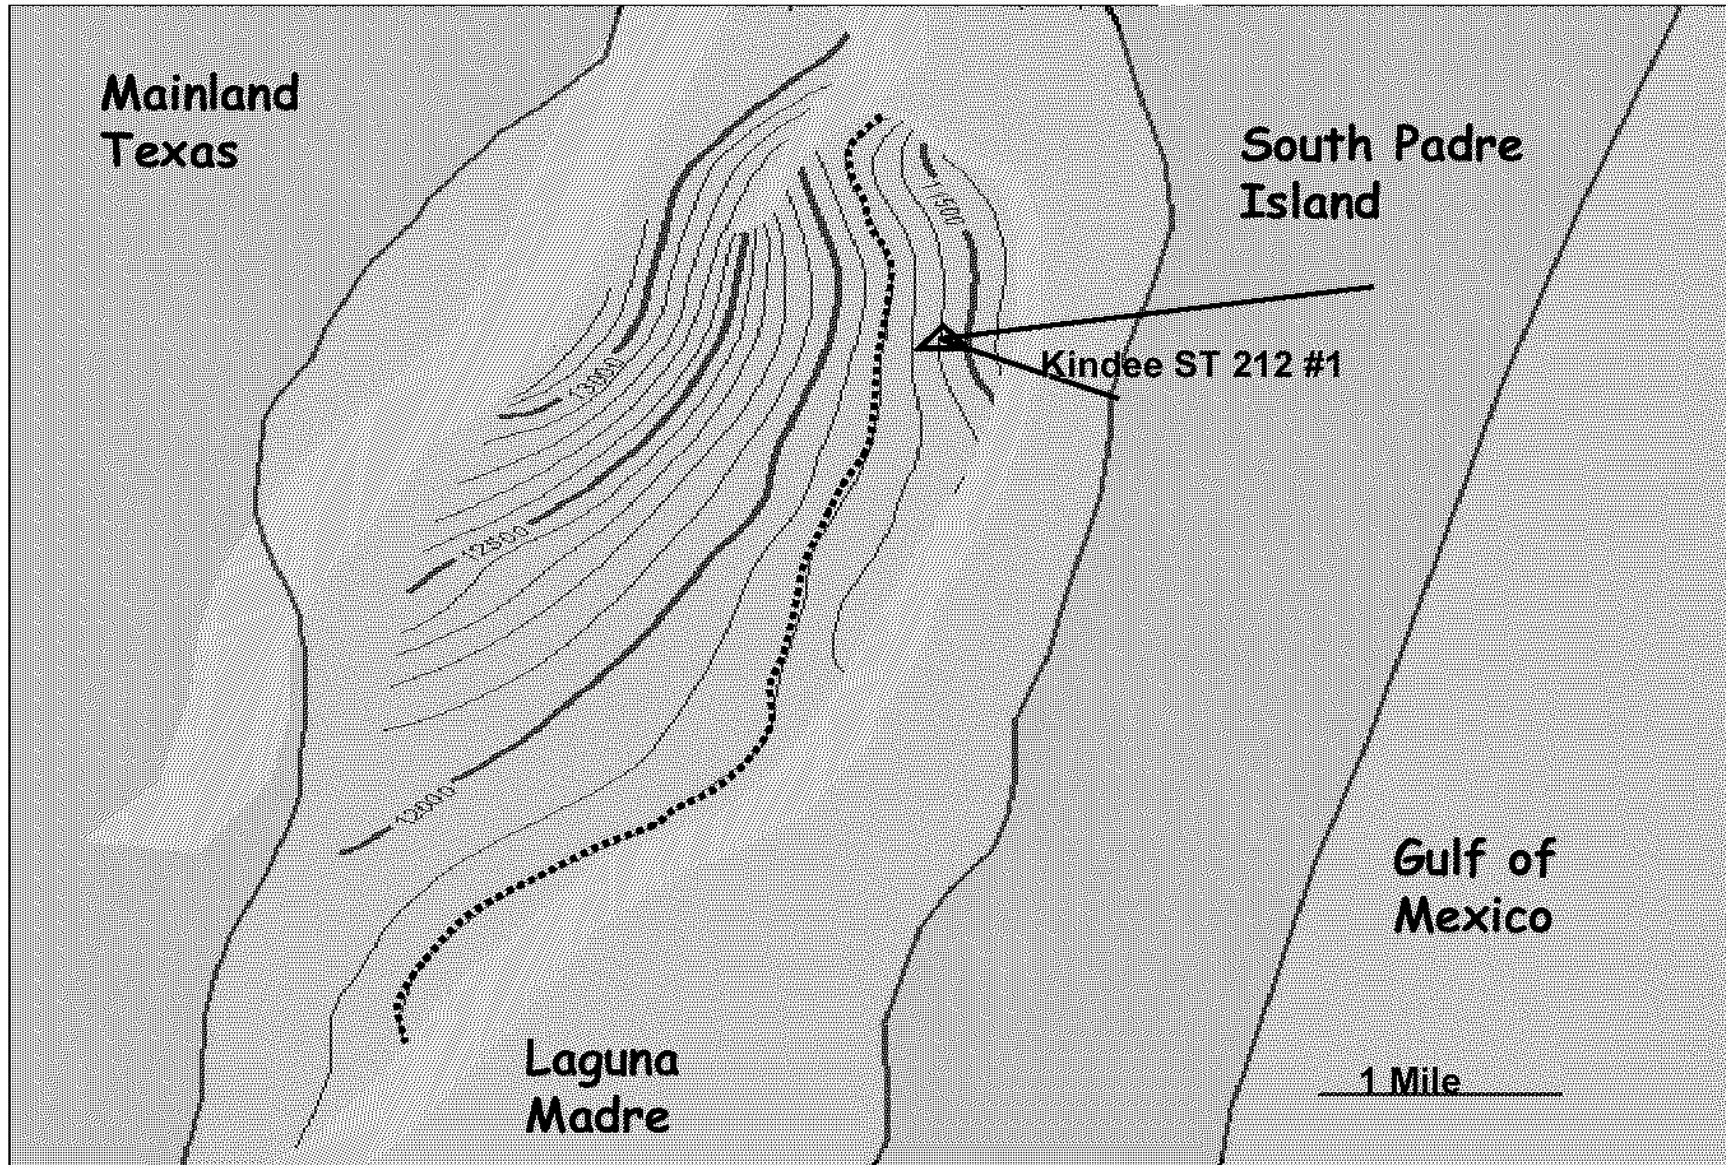 Mainland
Texas
South Padre
Island
11500
Kindee ST 212 #1
13000
12500
12000
Gulf of
Mexico
Laguna
Madre
1 Mile